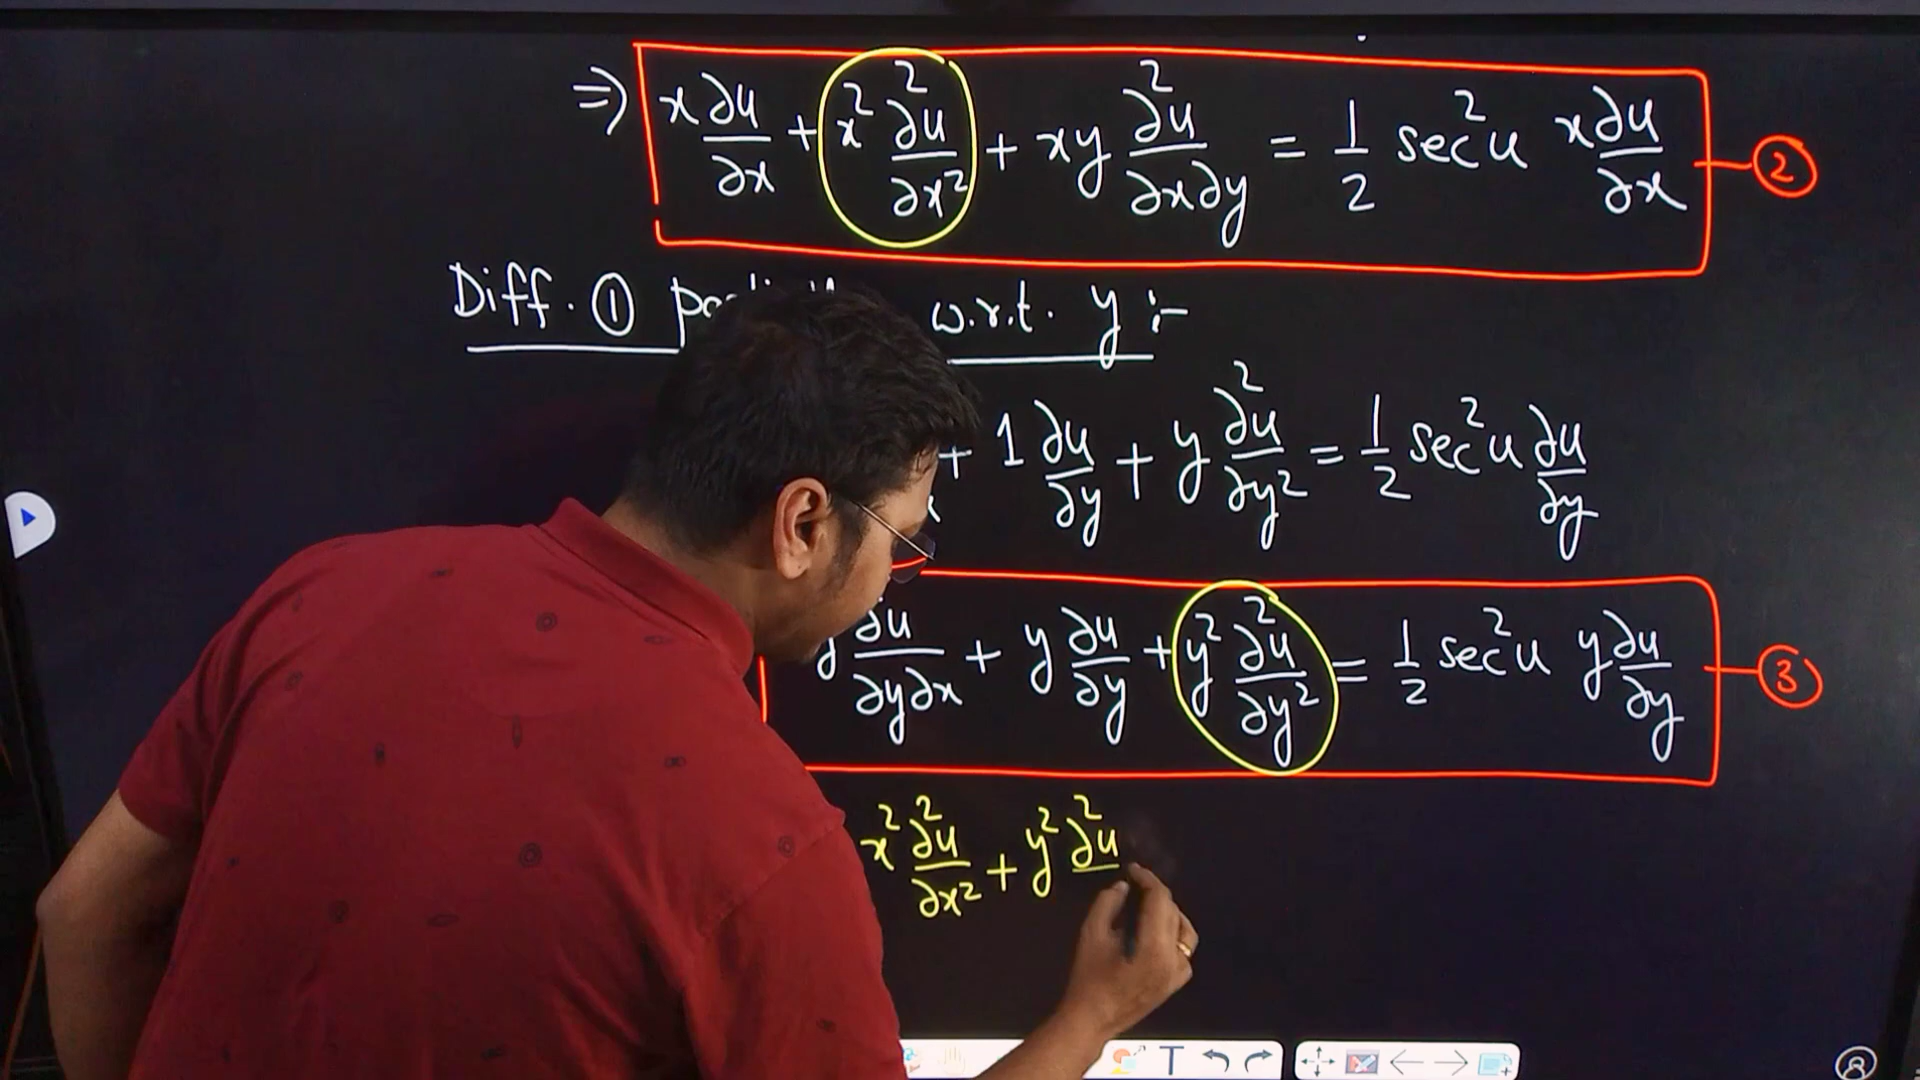 ⇒ x ∂u/∂x + x² ∂²u/∂x² + xy ∂²u/∂x∂y = 1/2 sec²u x ∂u/∂x — ②
Diff. ① w.r.t. y :-
+ 1 ∂u/∂y + y ∂²u/∂y² = 1/2 sec²u ∂u/∂y
y ∂u/∂y∂x + y ∂u/∂y + y² ∂²u/∂y² = 1/2 sec²u y ∂u/∂y — ③
x² ∂²u/∂x² + y² ∂²u
T